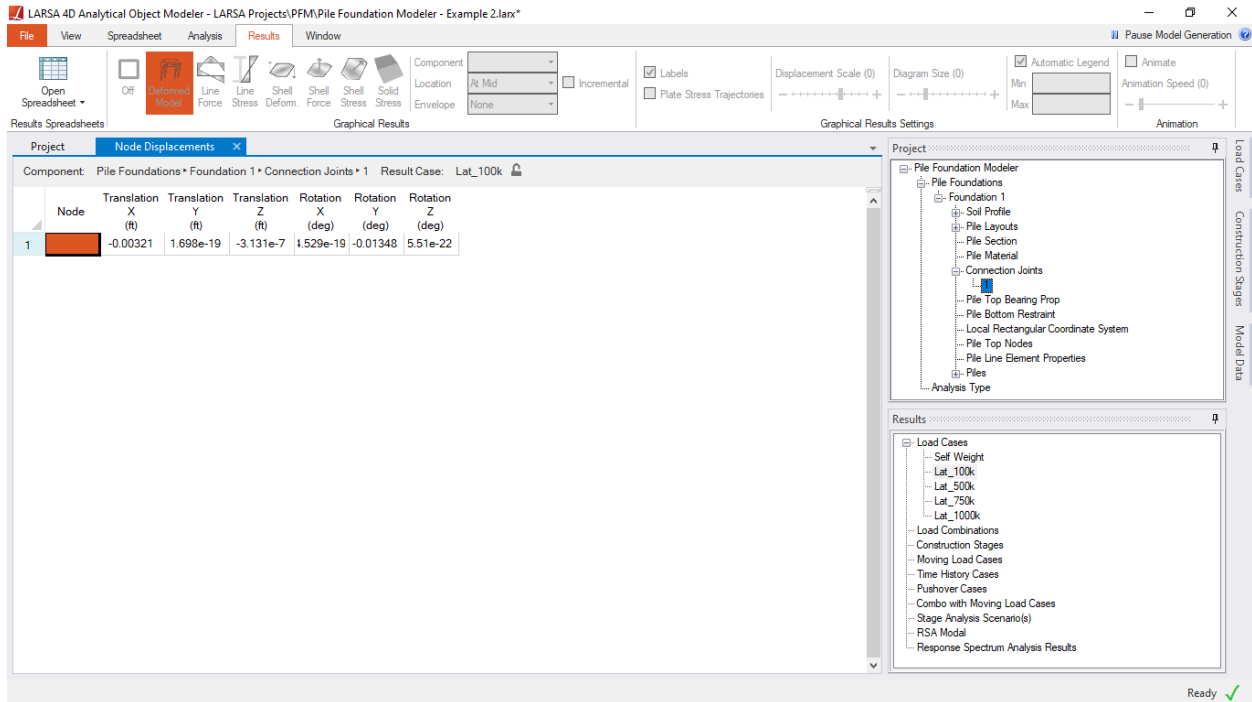 LARSA 4D Analytical Object Modeler - LARSA Projects\PFM\Pile Foundation Modeler - Example 2.larx*
File View Spreadsheet Analysis Results Window
Pause Model Generation
Open Spreadsheet
Off
Deformed Model
Line Force
Line Stress
Shell Deform.
Shell Force
Shell Stress
Solid Stress
Component
Location At Mid
Envelope None
Incremental
Labels
Plate Stress Trajectories
Displacement Scale (0)
Diagram Size (0)
Automatic Legend
Min
Max
Animate
Animation Speed (0)
Results Spreadsheets
Graphical Results
Graphical Results Settings
Animation
Project Node Displacements
Component: Pile Foundations Foundation 1 Connection Joints 1 Result Case: Lat_100k
Translation Translation Translation Rotation Rotation Rotation
Node X Y Z X Y Z
(ft) (ft) (ft) (deg) (deg) (deg)
1 -0.00321 1.698e-19 -3.131e-7 -0.01348 5.51e-22
Project
Pile Foundation Modeler
Pile Foundations
Foundation 1
Soil Profile
Pile Layouts
Pile Section
Pile Material
Connection Joints
1
Pile Top Bearing Prop
Pile Bottom Restraint
Local Rectangular Coordinate System
Pile Top Nodes
Pile Line Element Properties
Piles
Analysis Type
Results
Load Cases
Self Weight
Lat_100k
Lat_500k
Lat_750k
Lat_1000k
Load Combinations
Construction Stages
Moving Load Cases
Time History Cases
Pushover Cases
Combo with Moving Load Cases
Stage Analysis Scenario(s)
RSA Modal
Response Spectrum Analysis Results
Load Cases
Construction Stages
Model Data
Ready